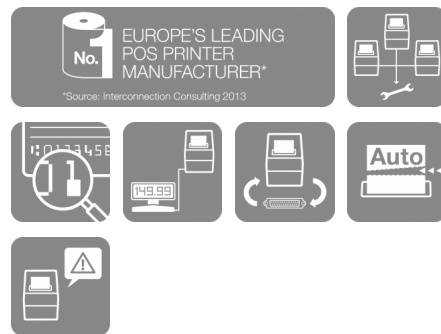 No.1
EUROPE'S LEADING
POS PRINTER
MANUFACTURER*
*Source: Interconnection Consulting 2013
149.99
Auto